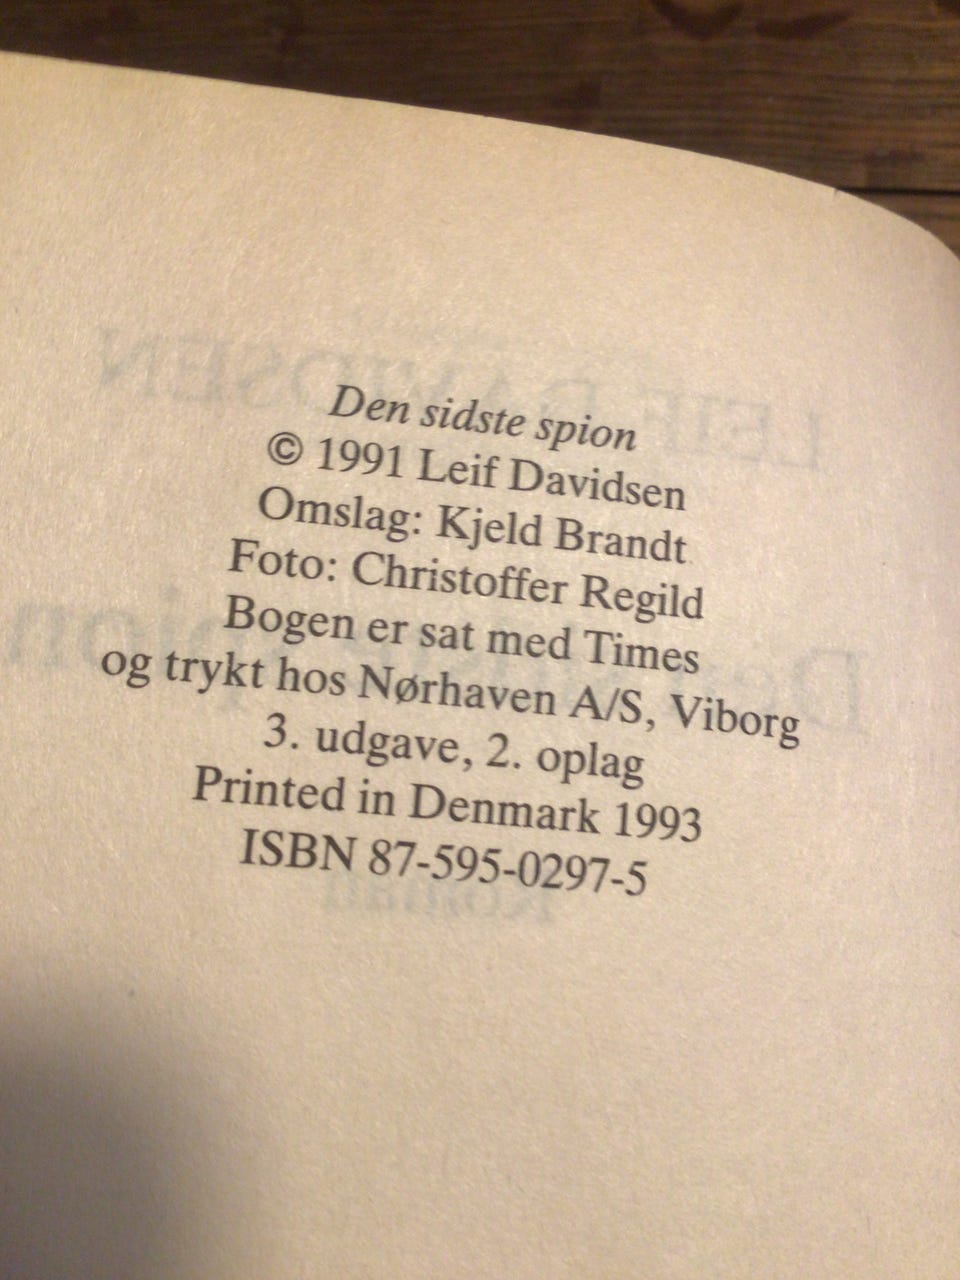 Den sidste spion
© 1991 Leif Davidsen
Omslag: Kjeld Brandt
Foto: Christoffer Regild
Bogen er sat med Times
og trykt hos Nørhaven A/S, Viborg
3. udgave, 2. oplag
Printed in Denmark 1993
ISBN 87-595-0297-5